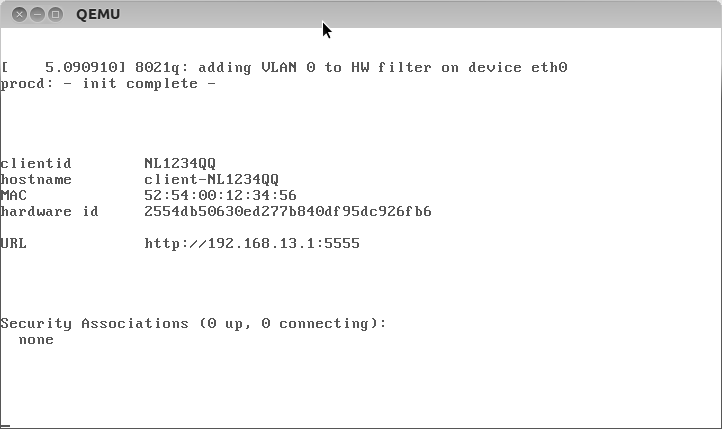 QEMU
[    5.090910] 8021q: adding VLAN 0 to HW filter on device eth0
procd: - init complete -
clientid        NL1234QQ
hostname        client-NL1234QQ
MAC             52:54:00:12:34:56
hardware id     2554db50630ed277b840df95dc926fb6
URL             http://192.168.13.1:5555
Security Associations (0 up, 0 connecting):
  none